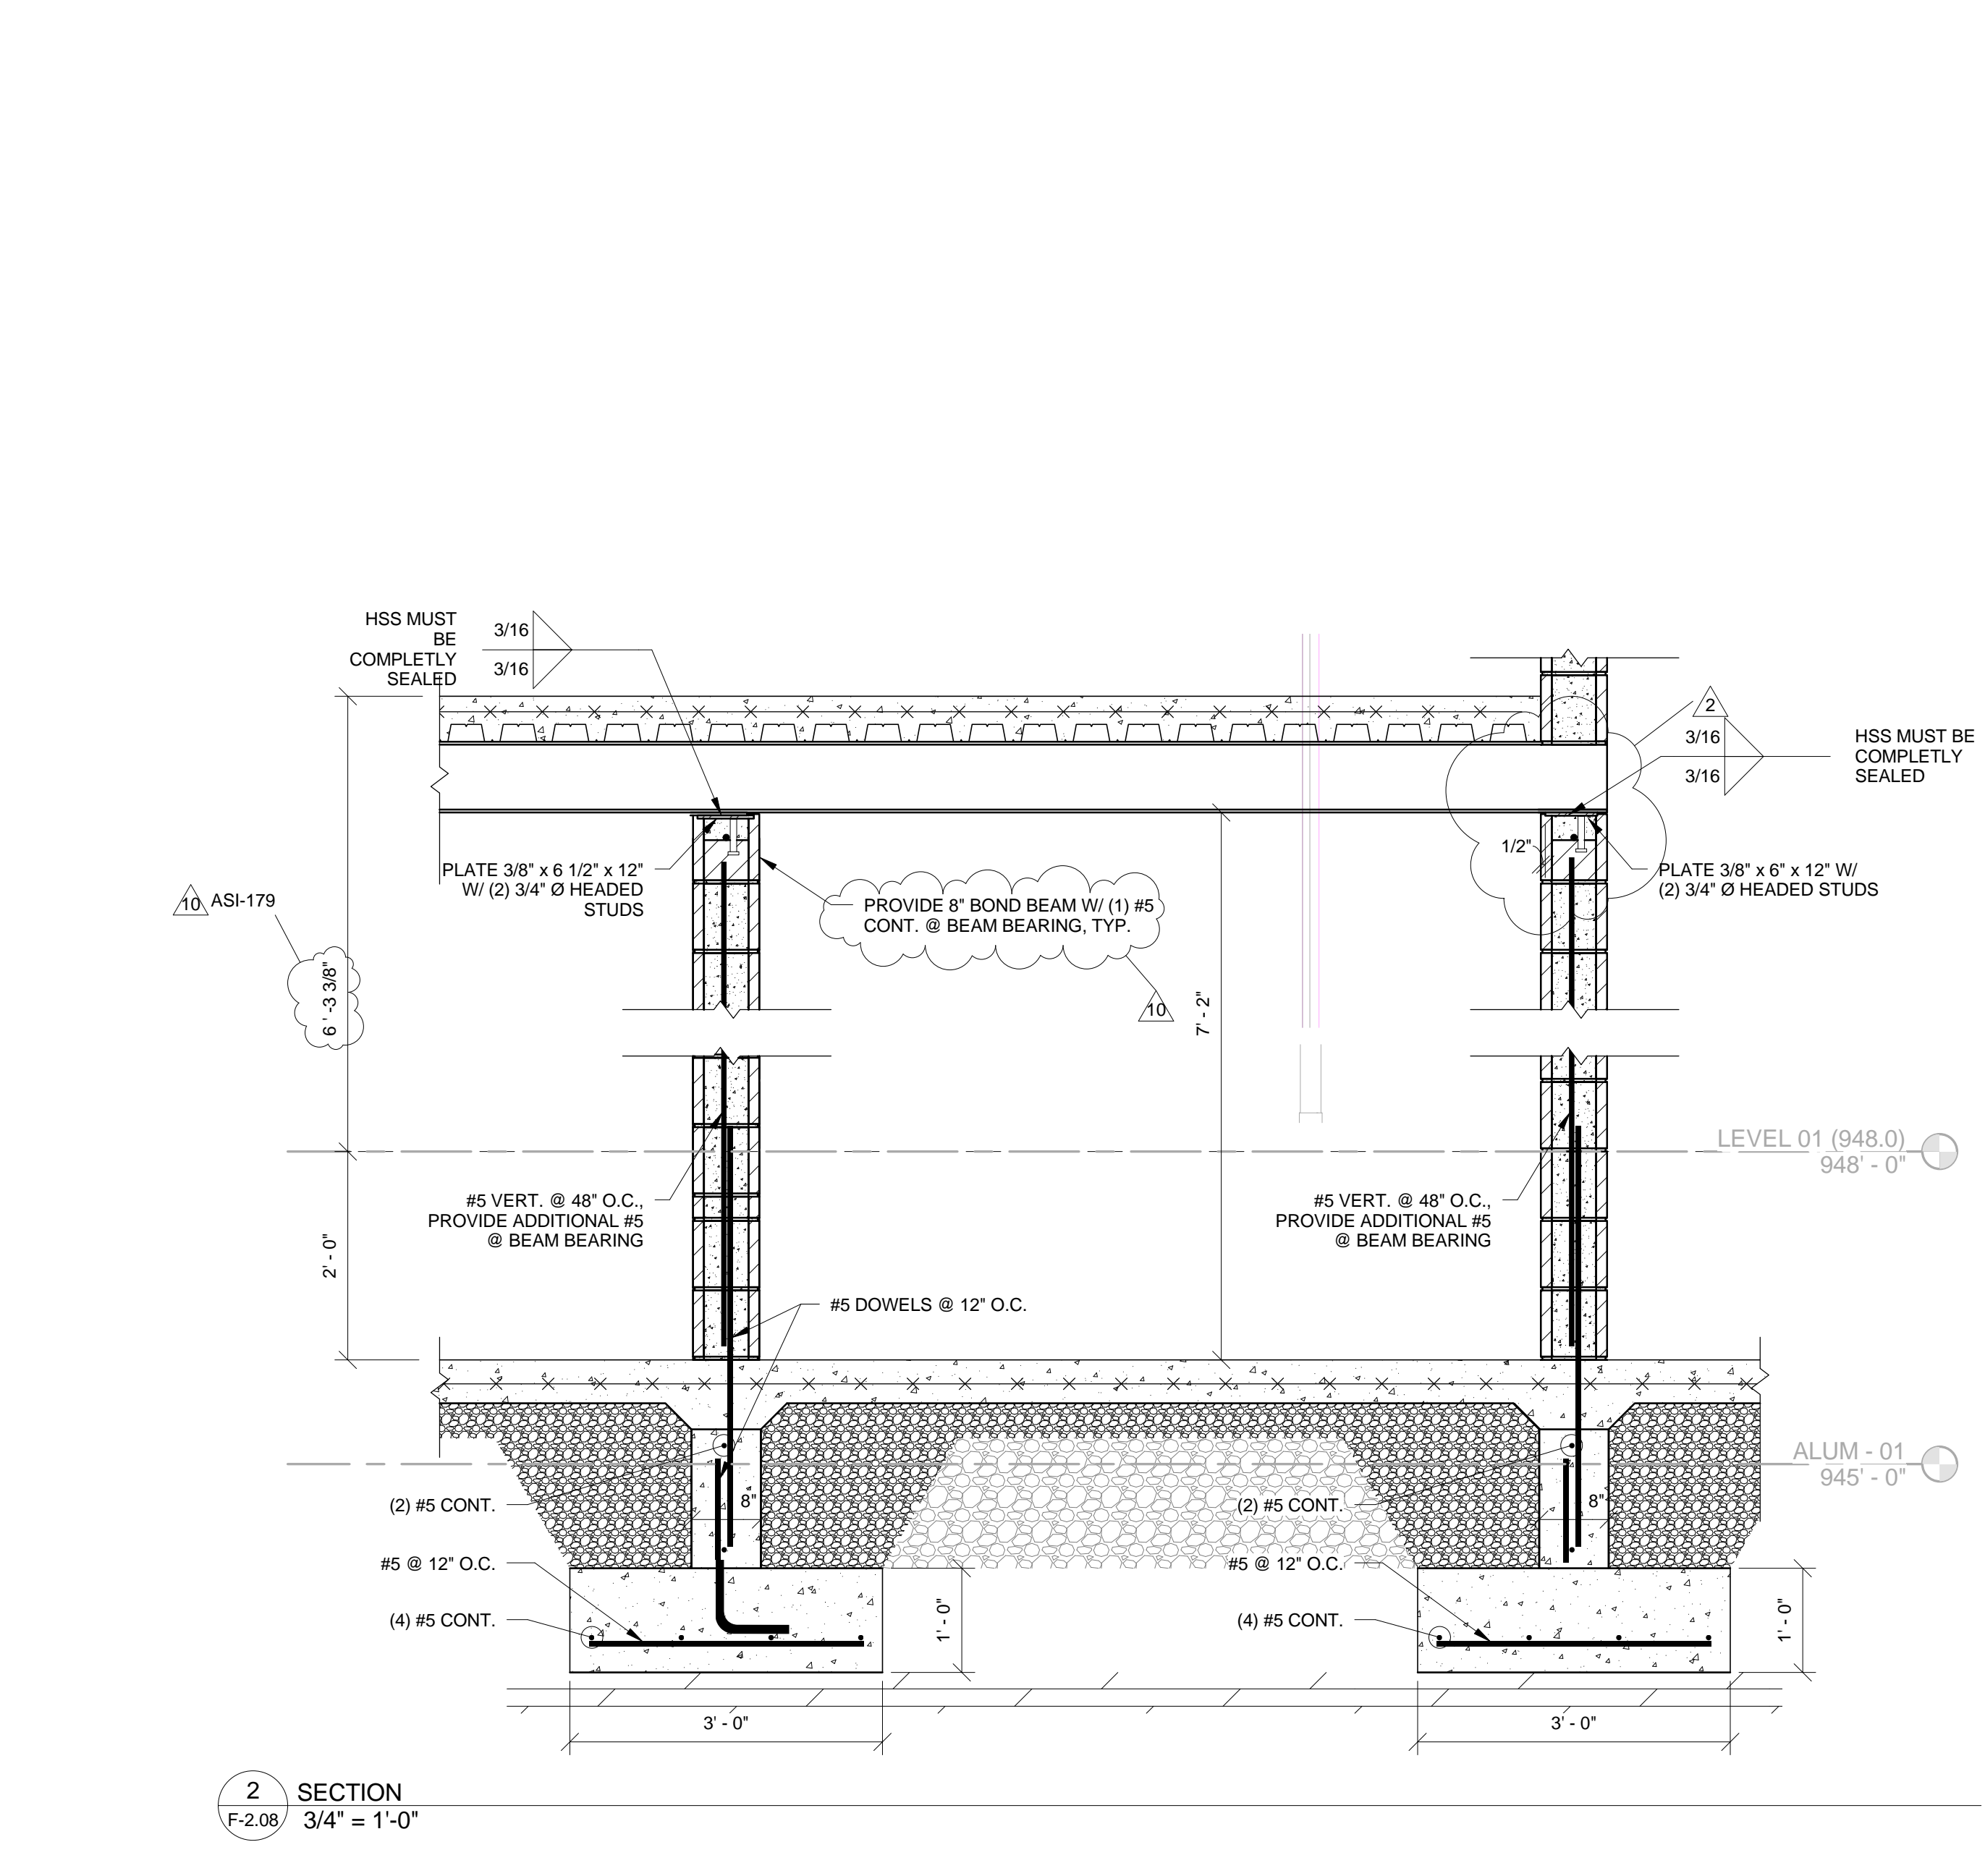 HSS MUST
BE
COMPLETLY
SEALED
3/16
3/16
2
3/16
3/16
HSS MUST BE
COMPLETLY
SEALED
PLATE 3/8" x 6 1/2" x 12"
W/ (2) 3/4" Ø HEADED
STUDS
1/2"
PLATE 3/8" x 6" x 12" W/
(2) 3/4" Ø HEADED STUDS
10 ASI-179
PROVIDE 8" BOND BEAM W/ (1) #5
CONT. @ BEAM BEARING, TYP.
10
6 ' -3 3/8"
7' - 2"
LEVEL 01 (948.0)
948' - 0"
#5 VERT. @ 48" O.C.,
PROVIDE ADDITIONAL #5
@ BEAM BEARING
#5 VERT. @ 48" O.C.,
PROVIDE ADDITIONAL #5
@ BEAM BEARING
2' - 0"
#5 DOWELS @ 12" O.C.
ALUM - 01
945' - 0"
(2) #5 CONT.
8"
(2) #5 CONT.
8"
#5 @ 12" O.C.
#5 @ 12" O.C.
(4) #5 CONT.
1' - 0"
(4) #5 CONT.
1' - 0"
3' - 0"
3' - 0"
2
F-2.08
SECTION
3/4" = 1'-0"